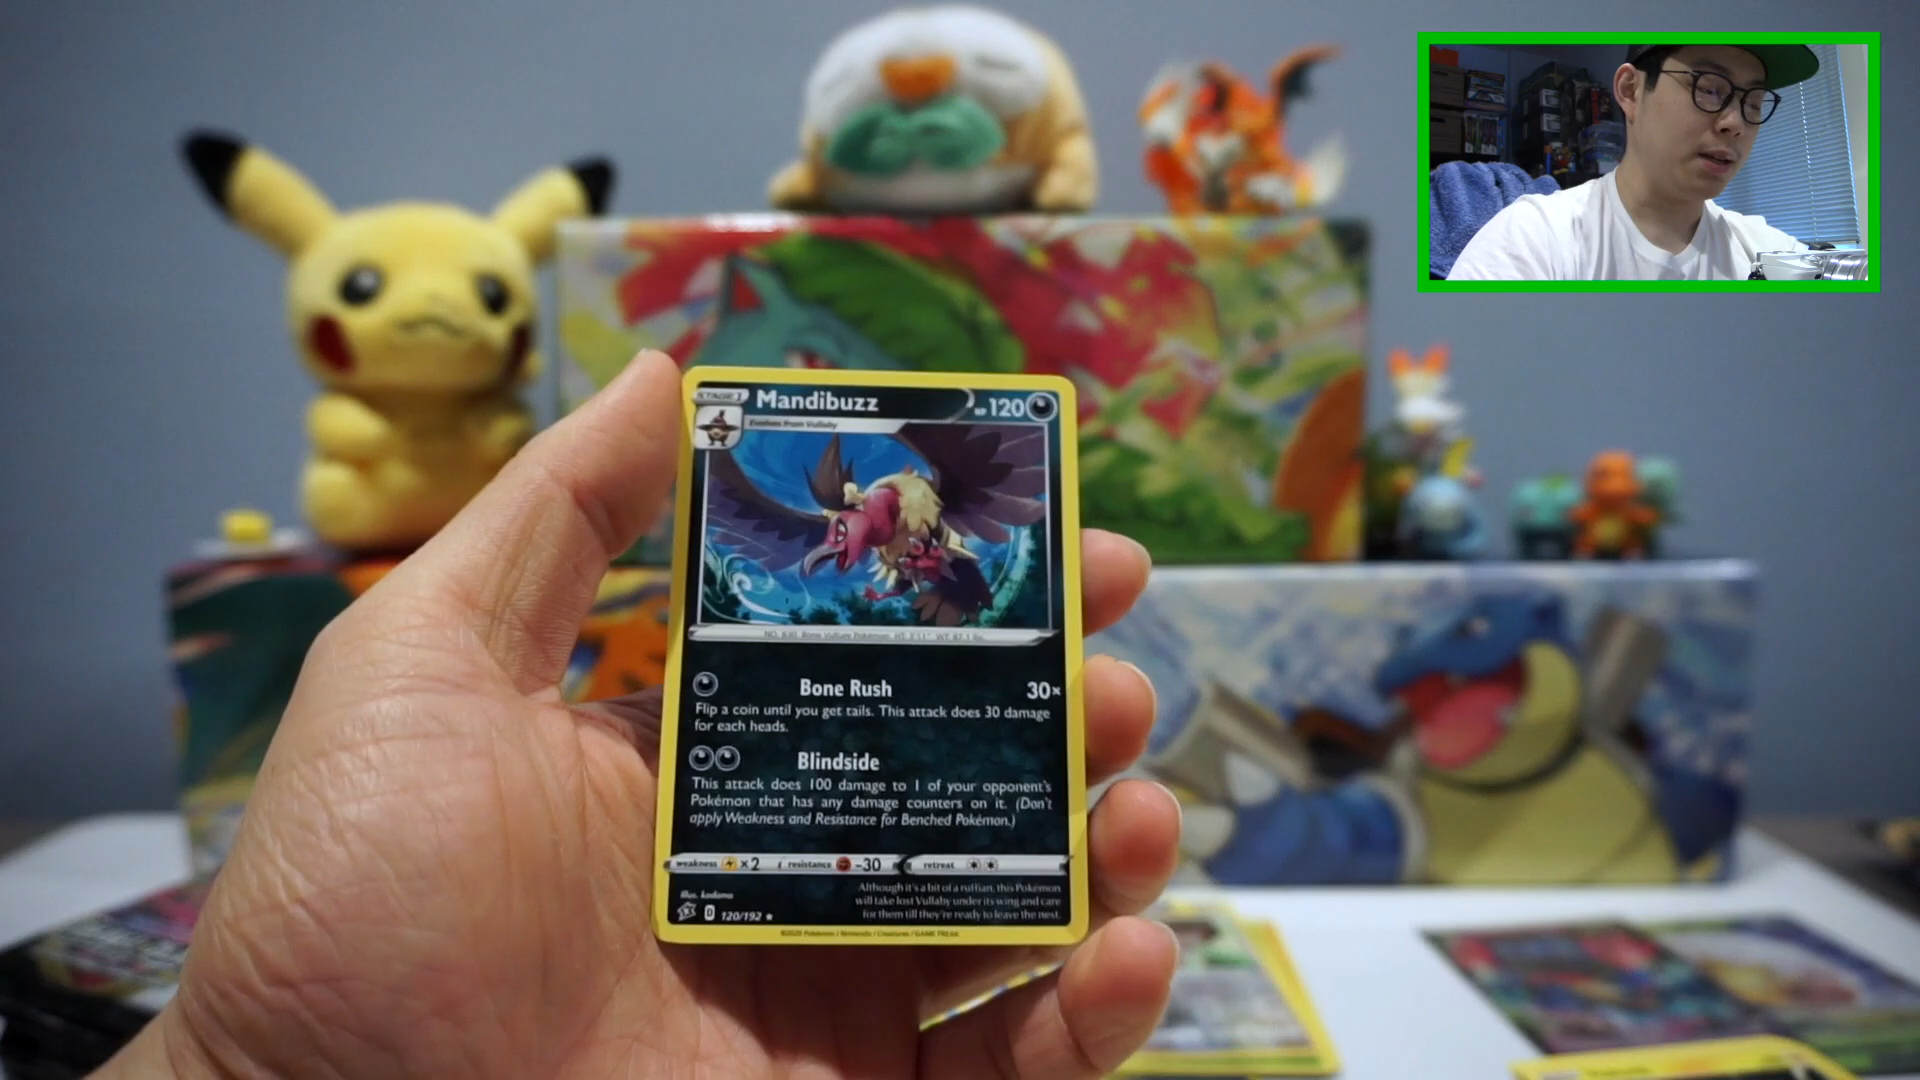 STAGE 1
Mandibuzz
HP 120
Evolves from Vullaby
NO. 630 Bone Vulture Pokémon HT: 3'11" WT: 87.1 lbs.
Bone Rush 30×
Flip a coin until you get tails. This attack does 30 damage
for each heads.
Blindside
This attack does 100 damage to 1 of your opponent's
Pokémon that has any damage counters on it. (Don't
apply Weakness and Resistance for Benched Pokémon.)
weakness ×2 resistance -30 retreat
illus. kodama
Although it's a bit of a ruffian, this Pokémon
will take lost Vullaby under its wing and care
for them till they're ready to leave the nest.
D 120/192 ★
©2020 Pokémon / Nintendo / Creatures / GAME FREAK